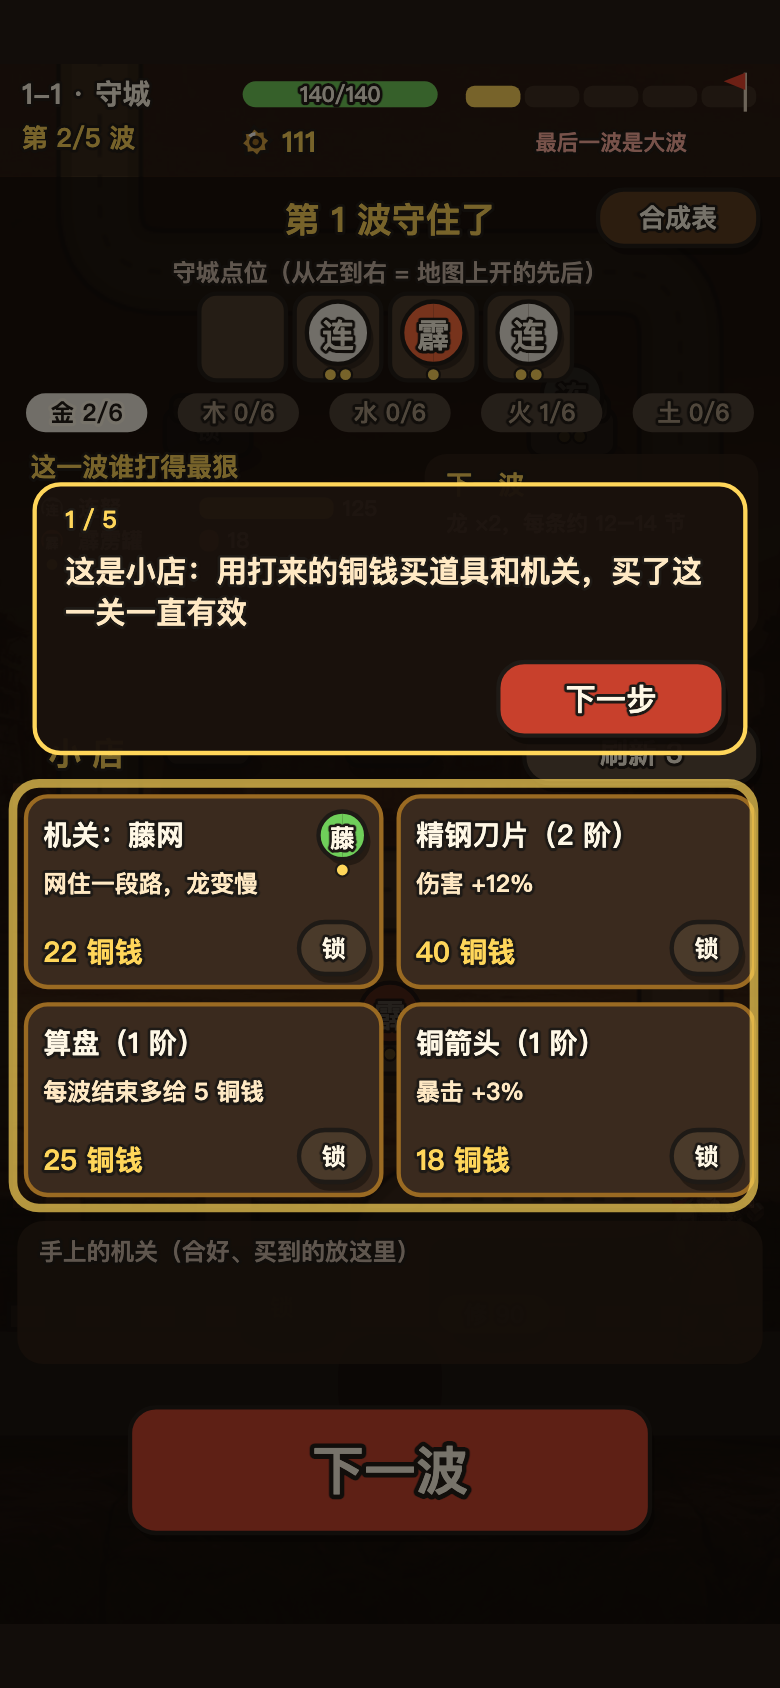 1–1 · 守城
140/140
第 2/5 波
111
最后一波是大波
第 1 波守住了
合成表
守城点位（从左到右 = 地图上开的先后）
连
霹
连
金 2/6
木 0/6
水 0/6
火 1/6
土 0/6
这一波谁打得最狠
下一波
1 / 5
这是小店：用打来的铜钱买道具和机关，买了这
一关一直有效
下一步
小店
刷新 5
机关：藤网
藤
网住一段路，龙变慢
22 铜钱
锁
精钢刀片（2 阶）
伤害 +12%
40 铜钱
锁
算盘（1 阶）
每波结束多给 5 铜钱
25 铜钱
锁
铜箭头（1 阶）
暴击 +3%
18 铜钱
锁
手上的机关（合好、买到的放这里）
下一波